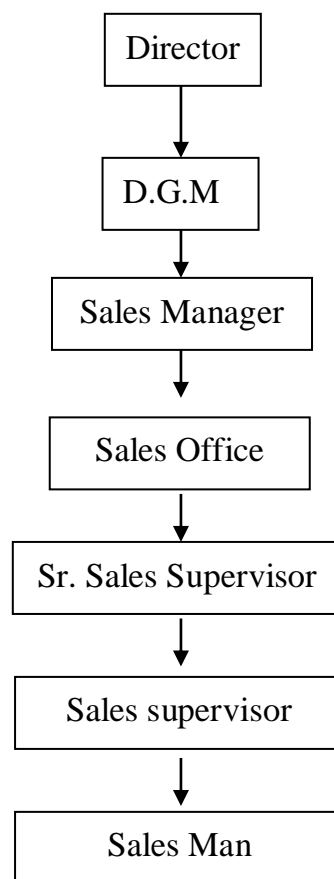 Director
D.G.M
Sales Manager
Sales Office
Sr. Sales Supervisor
Sales supervisor
Sales Man